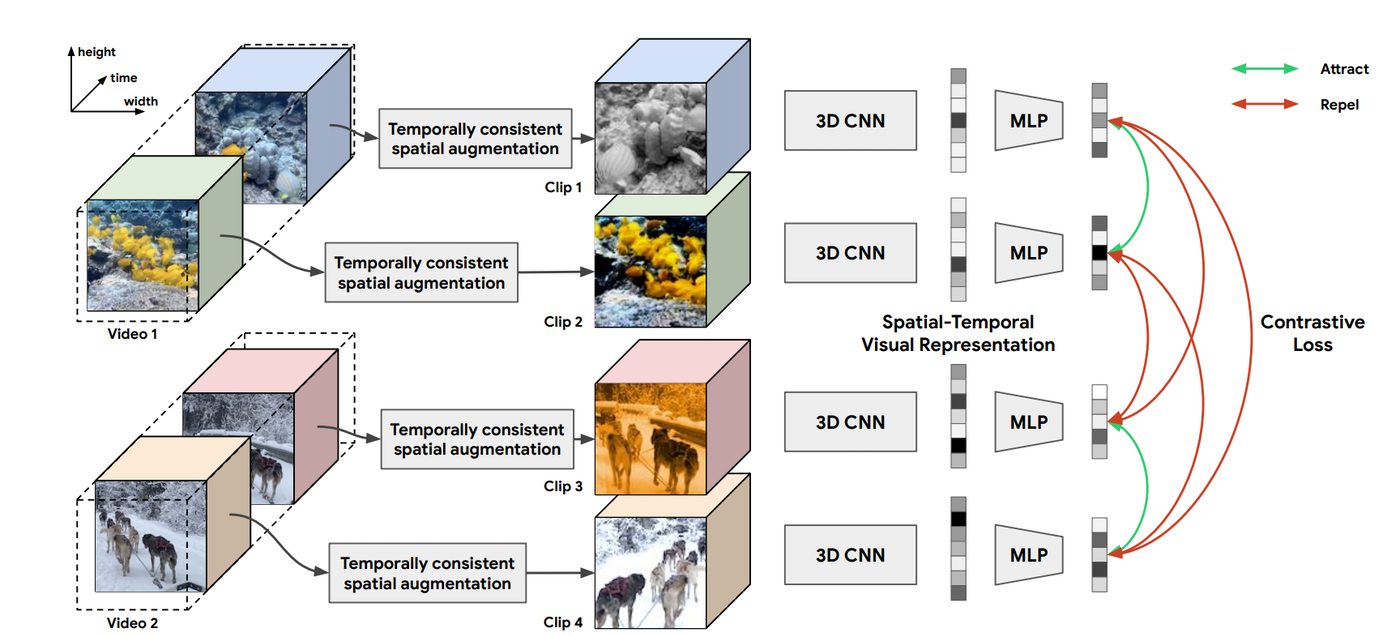 height
time
width
Temporally consistent
spatial augmentation
Clip 1
3D CNN
MLP
Attract
Repel
Temporally consistent
spatial augmentation
Clip 2
3D CNN
MLP
Video 1
Spatial-Temporal
Visual Representation
Contrastive
Loss
Temporally consistent
spatial augmentation
Clip 3
3D CNN
MLP
Temporally consistent
spatial augmentation
Clip 4
3D CNN
MLP
Video 2